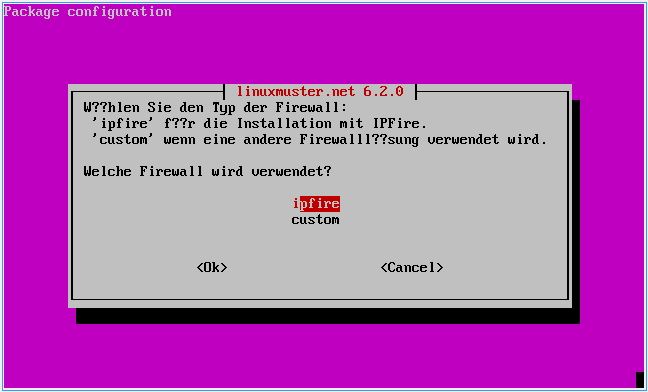 Package configuration
linuxmuster.net 6.2.0
W??hlen Sie den Typ der Firewall:
'ipfire' f??r die Installation mit IPFire.
'custom' wenn eine andere Firewalll??sung verwendet wird.
Welche Firewall wird verwendet?
ipfire
custom
<Ok> <Cancel>